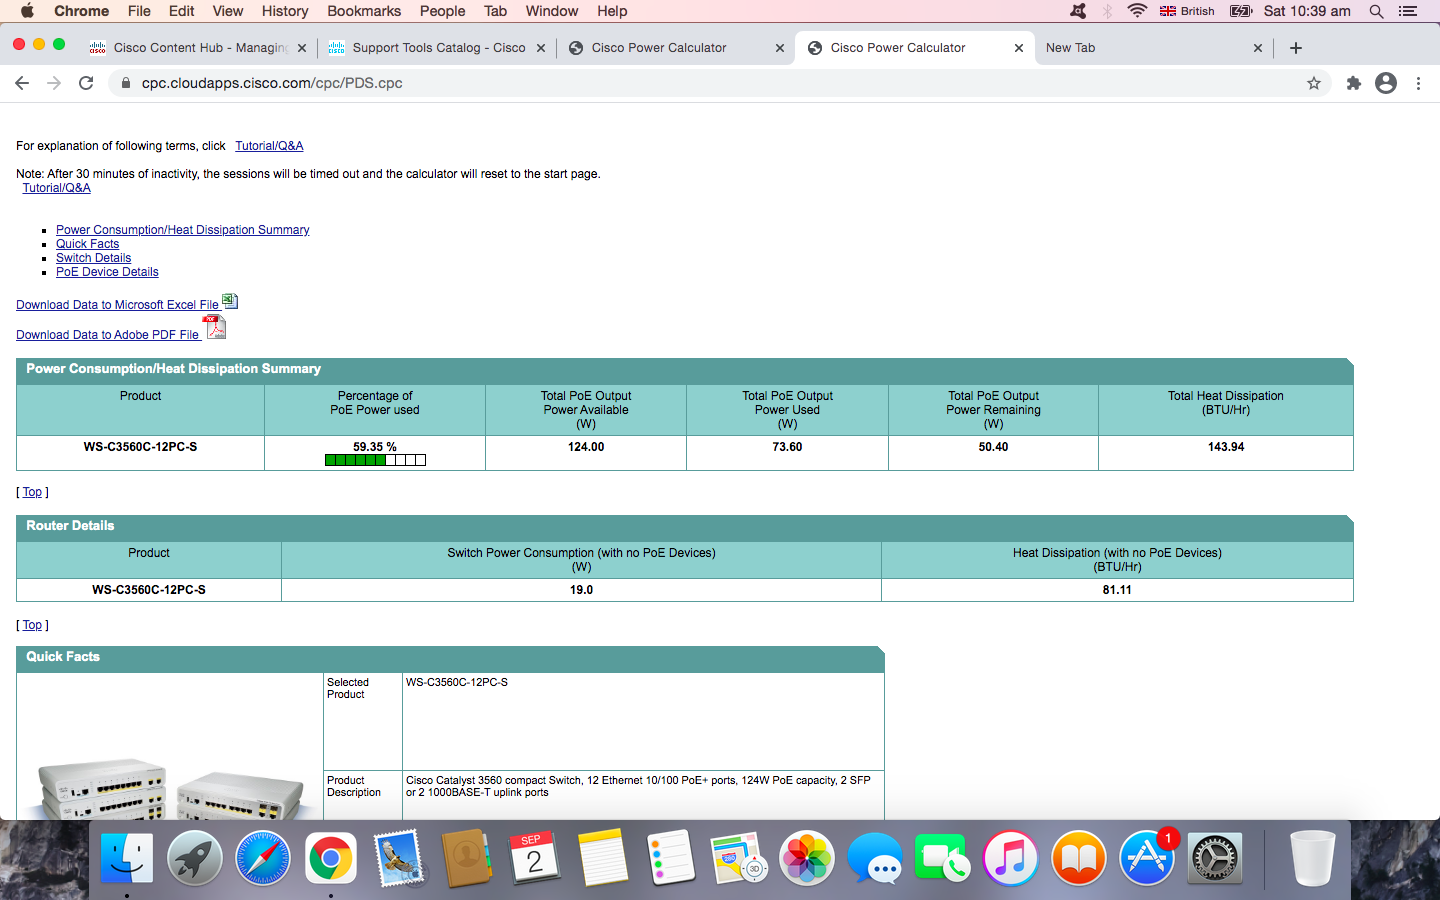 Chrome File Edit View History Bookmarks People Tab Window Help British Sat 10:39 am
Cisco Content Hub - Managing Support Tools Catalog - Cisco Cisco Power Calculator Cisco Power Calculator New Tab
cpc.cloudapps.cisco.com/cpc/PDS.cpc
For explanation of following terms, click Tutorial/Q&A
Note: After 30 minutes of inactivity, the sessions will be timed out and the calculator will reset to the start page.
Tutorial/Q&A
Power Consumption/Heat Dissipation Summary
Quick Facts
Switch Details
PoE Device Details
Download Data to Microsoft Excel File
Download Data to Adobe PDF File
Power Consumption/Heat Dissipation Summary
Product Percentage of Total PoE Output Total PoE Output Total PoE Output Total Heat Dissipation
PoE Power used Power Available Power Used Power Remaining (BTU/Hr)
(W) (W) (W)
WS-C3560C-12PC-S 59.35 % 124.00 73.60 50.40 143.94
[ Top ]
Router Details
Product Switch Power Consumption (with no PoE Devices) Heat Dissipation (with no PoE Devices)
(W) (BTU/Hr)
WS-C3560C-12PC-S 19.0 81.11
[ Top ]
Quick Facts
Selected WS-C3560C-12PC-S
Product
Product Cisco Catalyst 3560 compact Switch, 12 Ethernet 10/100 PoE+ ports, 124W PoE capacity, 2 SFP
Description or 2 1000BASE-T uplink ports
SEP
2
280
3D
1